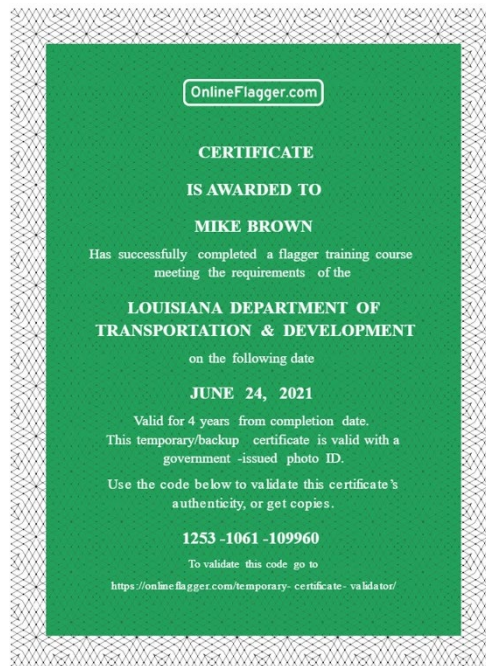 OnlineFlagger.com
CERTIFICATE
IS AWARDED TO
MIKE BROWN
Has successfully completed a flagger training course
meeting the requirements of the
LOUISIANA DEPARTMENT OF
TRANSPORTATION & DEVELOPMENT
on the following date
JUNE 24, 2021
Valid for 4 years from completion date.
This temporary/backup certificate is valid with a
government -issued photo ID.
Use the code below to validate this certificate's
authenticity, or get copies.
1253 -1061 -109960
To validate this code go to
https://onlineflagger.com/temporary- certificate- validator/